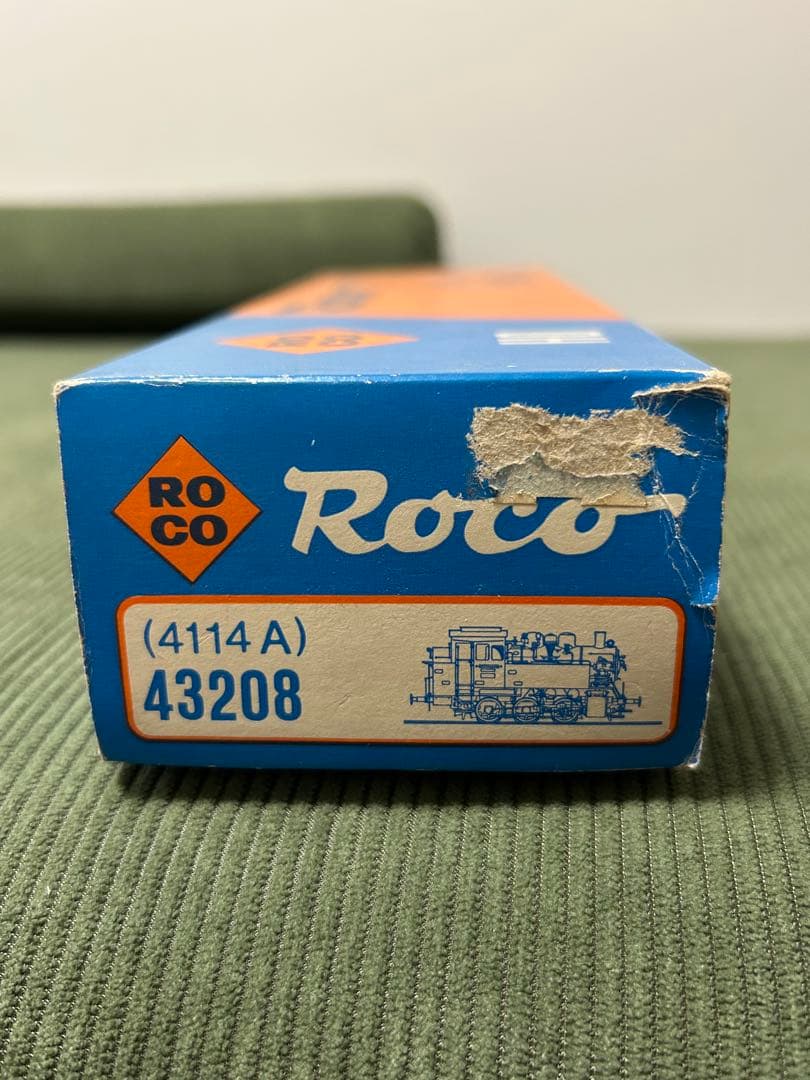 RO
CO
Roco
(4114 A)
43208